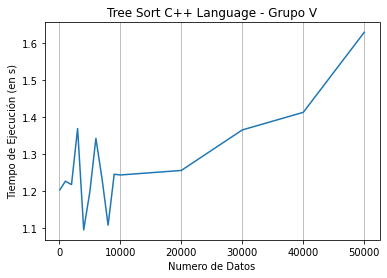 Tree Sort C++ Language - Grupo V
Tiempo de Ejecución (en s)
1.6
1.5
1.4
1.3
1.2
1.1
0 10000 20000 30000 40000 50000
Numero de Datos